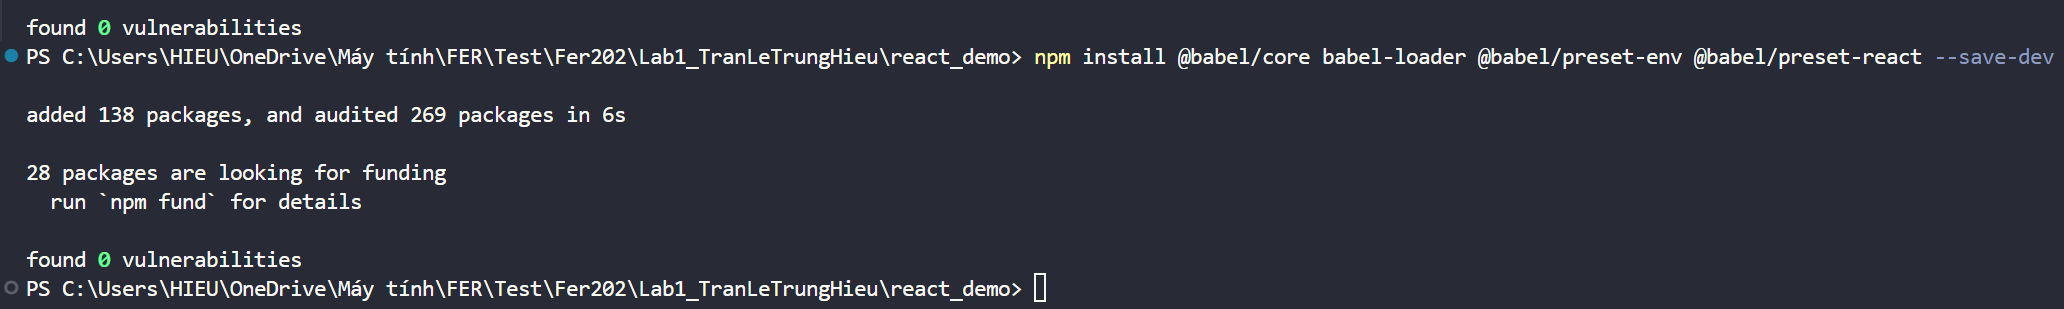 found 0 vulnerabilities
PS C:\Users\HIEU\OneDrive\Máy tính\FER\Test\Fer202\Lab1_TranLeTrungHieu\react_demo> npm install @babel/core babel-loader @babel/preset-env @babel/preset-react --save-dev
added 138 packages, and audited 269 packages in 6s
28 packages are looking for funding
  run `npm fund` for details
found 0 vulnerabilities
PS C:\Users\HIEU\OneDrive\Máy tính\FER\Test\Fer202\Lab1_TranLeTrungHieu\react_demo>